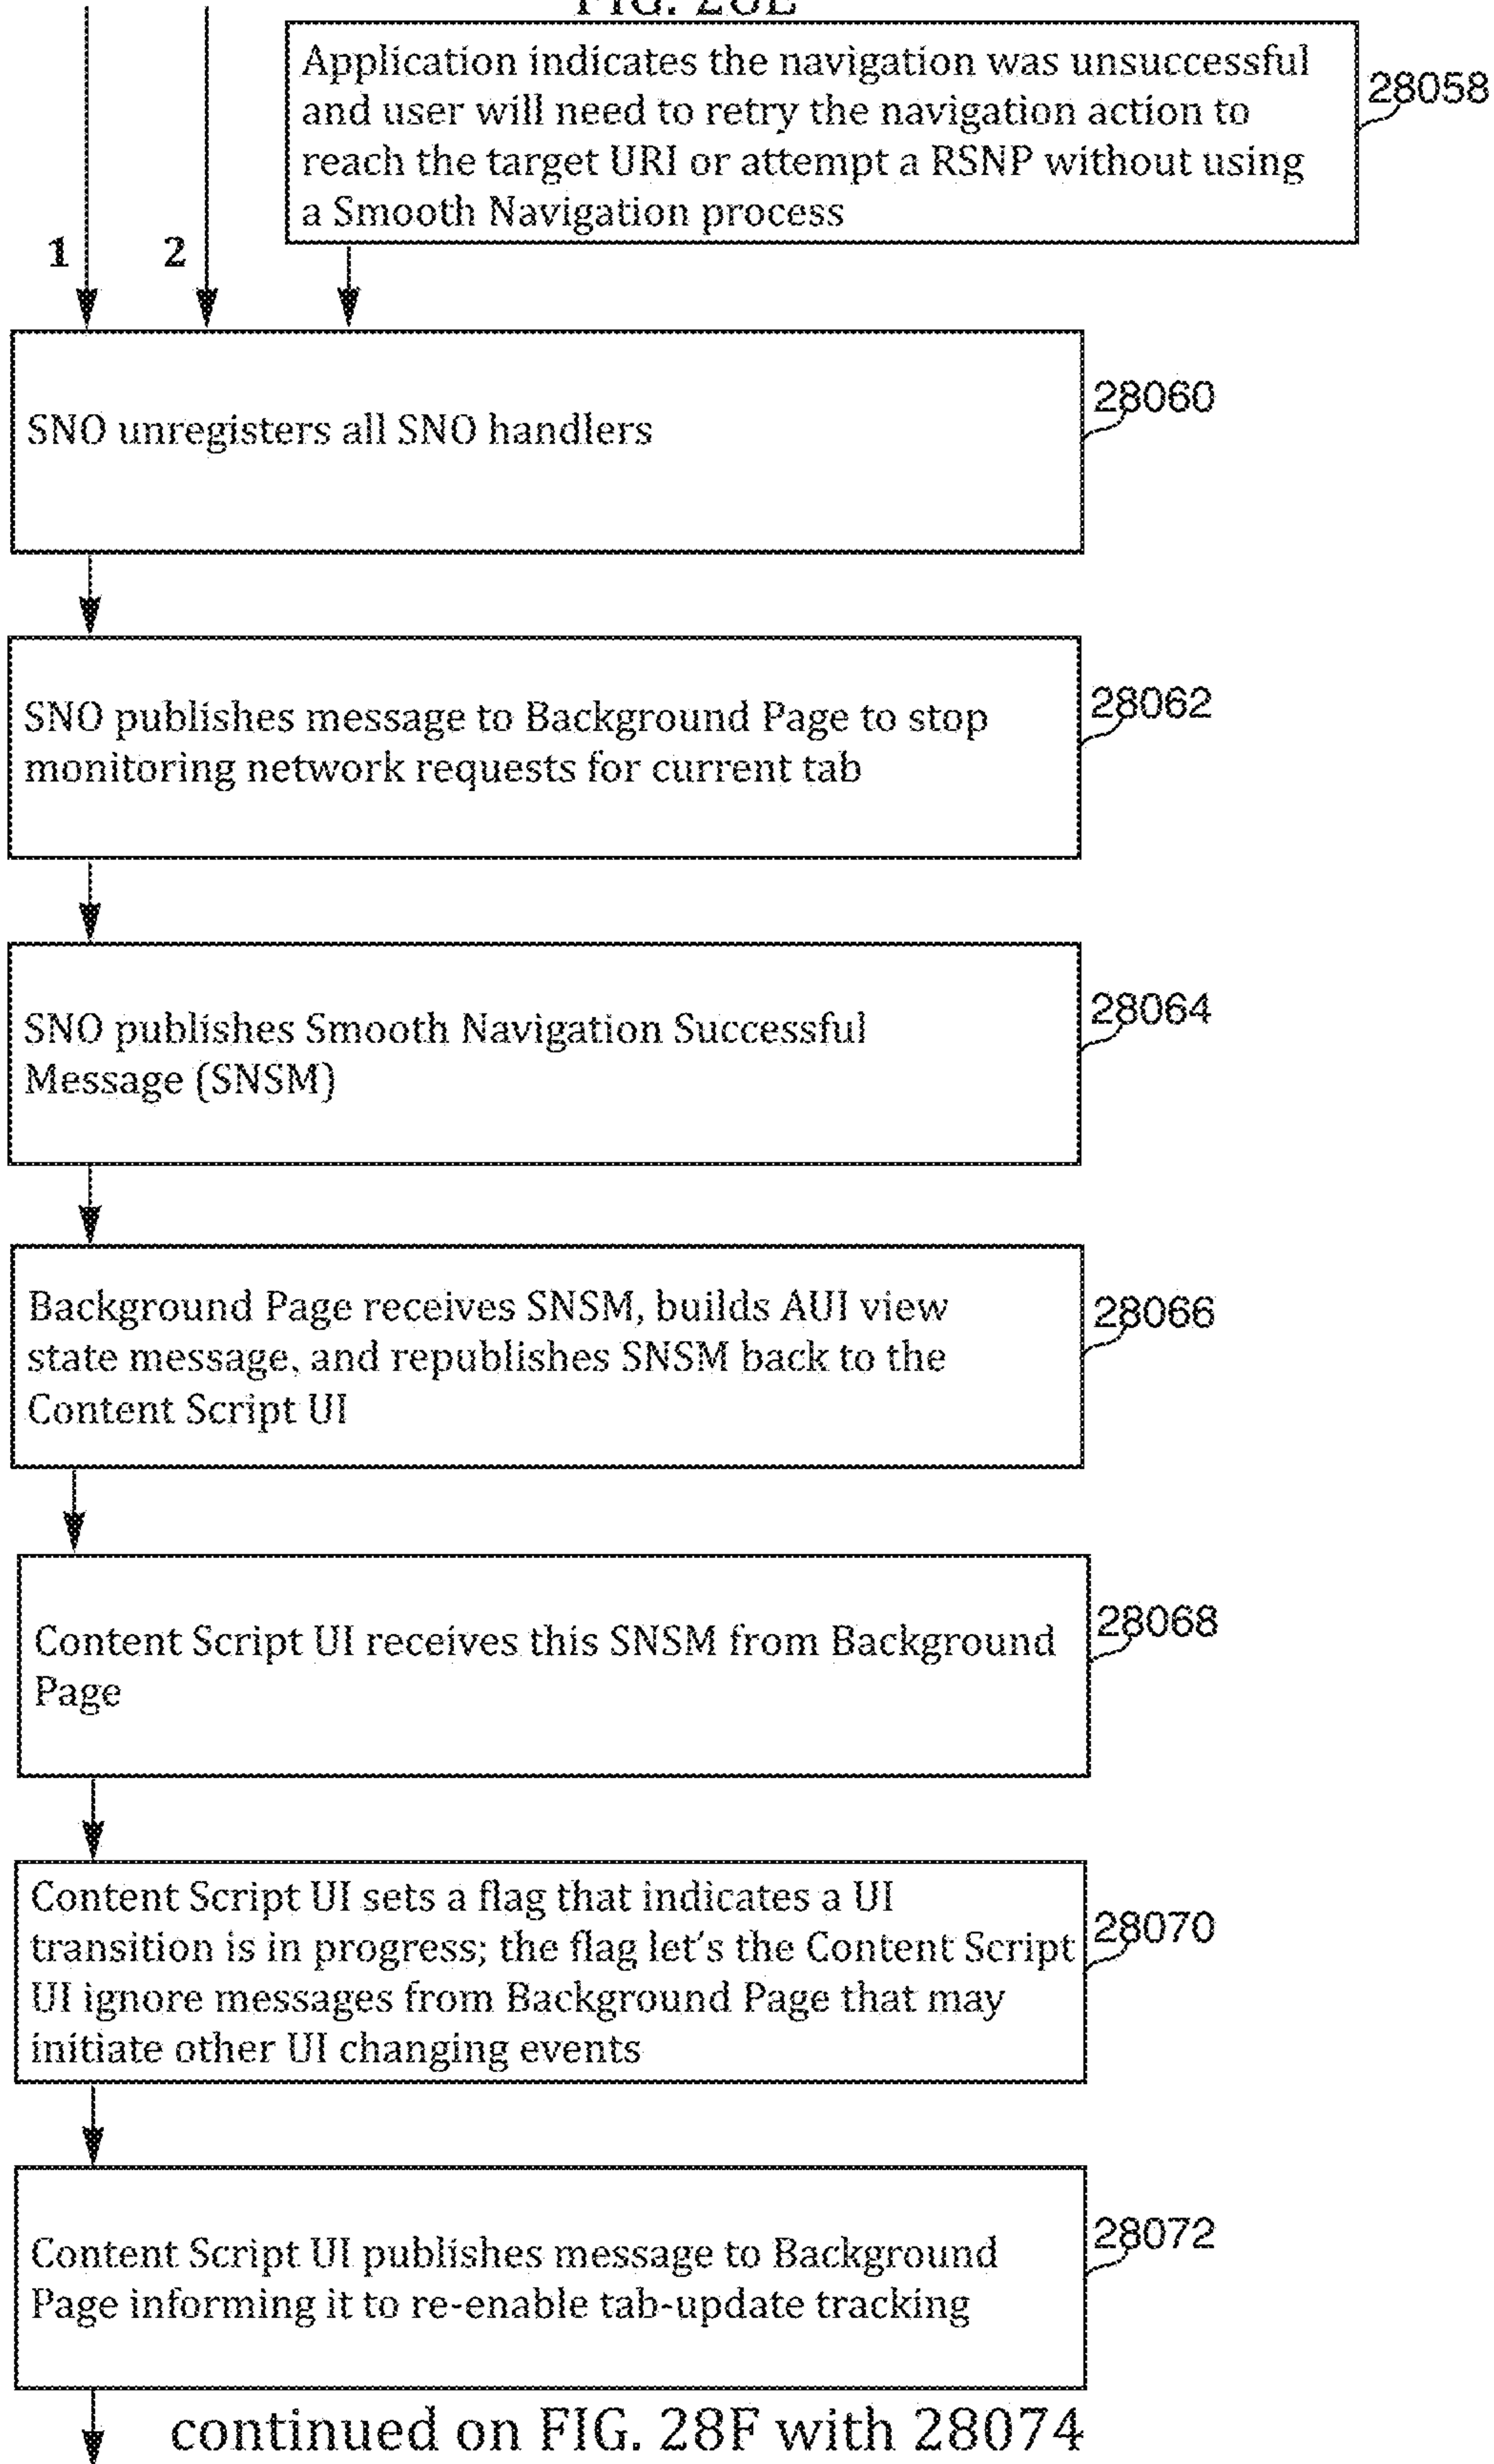 FIG. 28E
Application indicates the navigation was unsuccessful
and user will need to retry the navigation action to
reach the target URI or attempt a RSNP without using
a Smooth Navigation process
28058
1
2
SNO unregisters all SNO handlers
28060
SNO publishes message to Background Page to stop
monitoring network requests for current tab
28062
SNO publishes Smooth Navigation Successful
Message (SNSM)
28064
Background Page receives SNSM, builds AUI view
state message, and republishes SNSM back to the
Content Script UI
28066
Content Script UI receives this SNSM from Background
Page
28068
Content Script UI sets a flag that indicates a UI
transition is in progress; the flag let's the Content Script
UI ignore messages from Background Page that may
initiate other UI changing events
28070
Content Script UI publishes message to Background
Page informing it to re-enable tab-update tracking
28072
continued on FIG. 28F with 28074